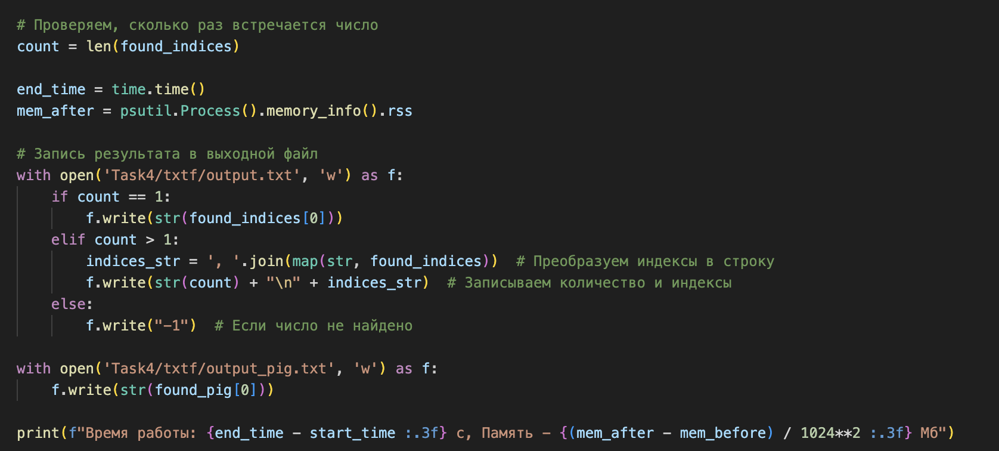 # Проверяем, сколько раз встречается число
count = len(found_indices)
end_time = time.time()
mem_after = psutil.Process().memory_info().rss
# Запись результата в выходной файл
with open('Task4/txtf/output.txt', 'w') as f:
    if count == 1:
        f.write(str(found_indices[0]))
    elif count > 1:
        indices_str = ', '.join(map(str, found_indices))  # Преобразуем индексы в строку
        f.write(str(count) + "\n" + indices_str)  # Записываем количество и индексы
    else:
        f.write("-1")  # Если число не найдено
with open('Task4/txtf/output_pig.txt', 'w') as f:
    f.write(str(found_pig[0]))
print(f"Время работы: {end_time - start_time :.3f} с, Память - {(mem_after - mem_before) / 1024**2 :.3f} Мб")